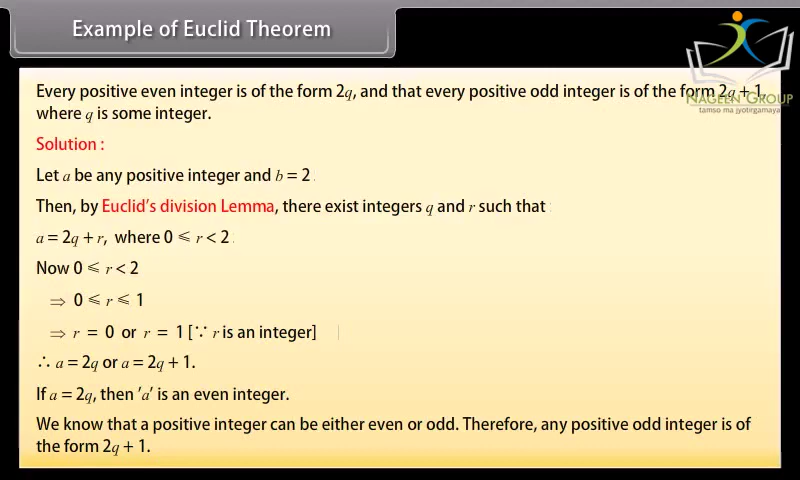 Example of Euclid Theorem
Every positive even integer is of the form 2q, and that every positive odd integer is of the form 2q + 1,
where q is some integer.
NAGEEN GROUP
tamso ma jyotirgamaya
Solution :
Let a be any positive integer and b = 2
Then, by Euclid's division Lemma, there exist integers q and r such that
a = 2q + r, where 0 ⩽ r < 2
Now 0 ⩽ r < 2
⇒ 0 ⩽ r ⩽ 1
⇒ r = 0 or r = 1 [∵ r is an integer]
∴ a = 2q or a = 2q + 1.
If a = 2q, then 'a' is an even integer.
We know that a positive integer can be either even or odd. Therefore, any positive odd integer is of
the form 2q + 1.